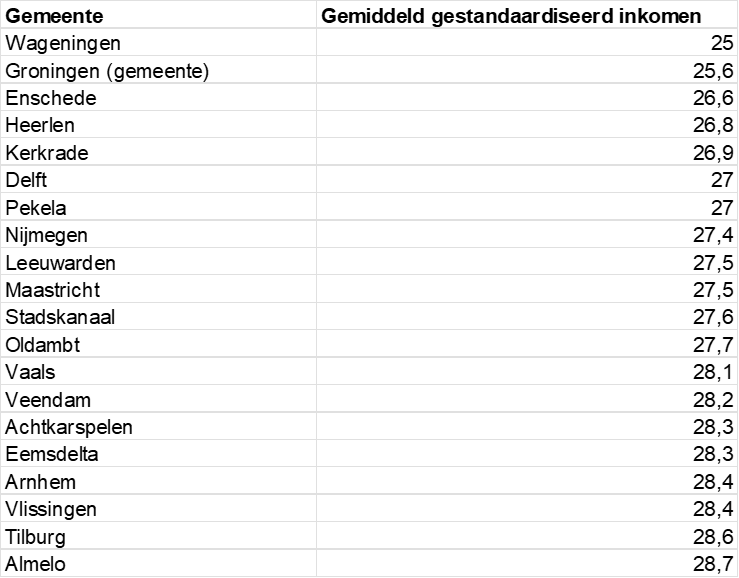 Gemeente Gemiddeld gestandaardiseerd inkomen
Wageningen 25
Groningen (gemeente) 25,6
Enschede 26,6
Heerlen 26,8
Kerkrade 26,9
Delft 27
Pekela 27
Nijmegen 27,4
Leeuwarden 27,5
Maastricht 27,5
Stadskanaal 27,6
Oldambt 27,7
Vaals 28,1
Veendam 28,2
Achtkarspelen 28,3
Eemsdelta 28,3
Arnhem 28,4
Vlissingen 28,4
Tilburg 28,6
Almelo 28,7